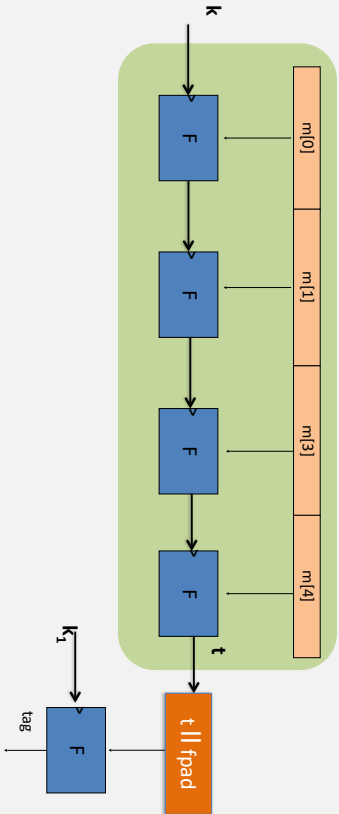 m[0] m[1] m[3] m[4]
k
F F F F
t
t || fpad
k₁
F
tag